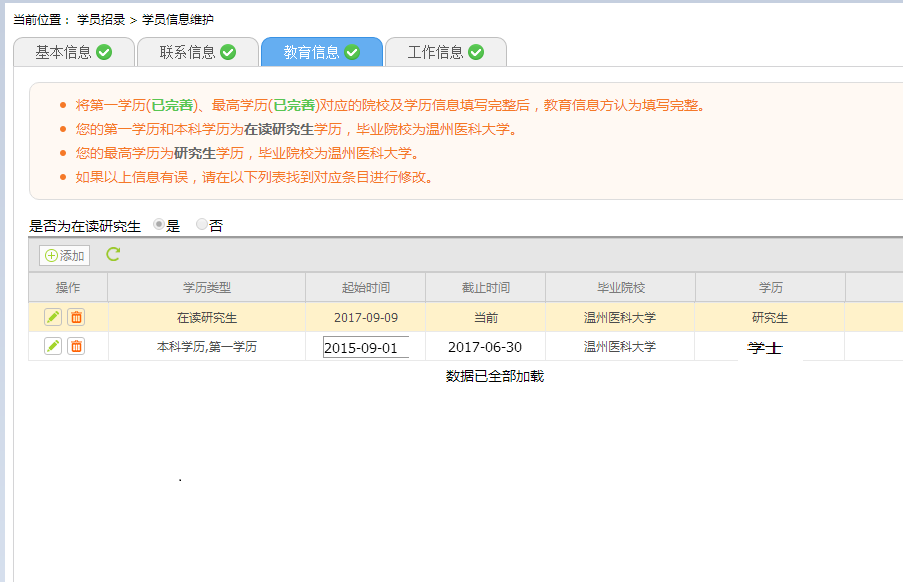 当前位置： 学员招录 > 学员信息维护
基本信息 联系信息 教育信息 工作信息
将第一学历(已完善)、最高学历(已完善)对应的院校及学历信息填写完整后，教育信息方认为填写完整。
您的第一学历和本科学历为在读研究生学历，毕业院校为温州医科大学。
您的最高学历为研究生学历，毕业院校为温州医科大学。
如果以上信息有误，请在以下列表找到对应条目进行修改。
是否为在读研究生 是 否
添加
操作 学历类型 起始时间 截止时间 毕业院校 学历
在读研究生 2017-09-09 当前 温州医科大学 研究生
本科学历,第一学历 2015-09-01 2017-06-30 温州医科大学 学士
数据已全部加载